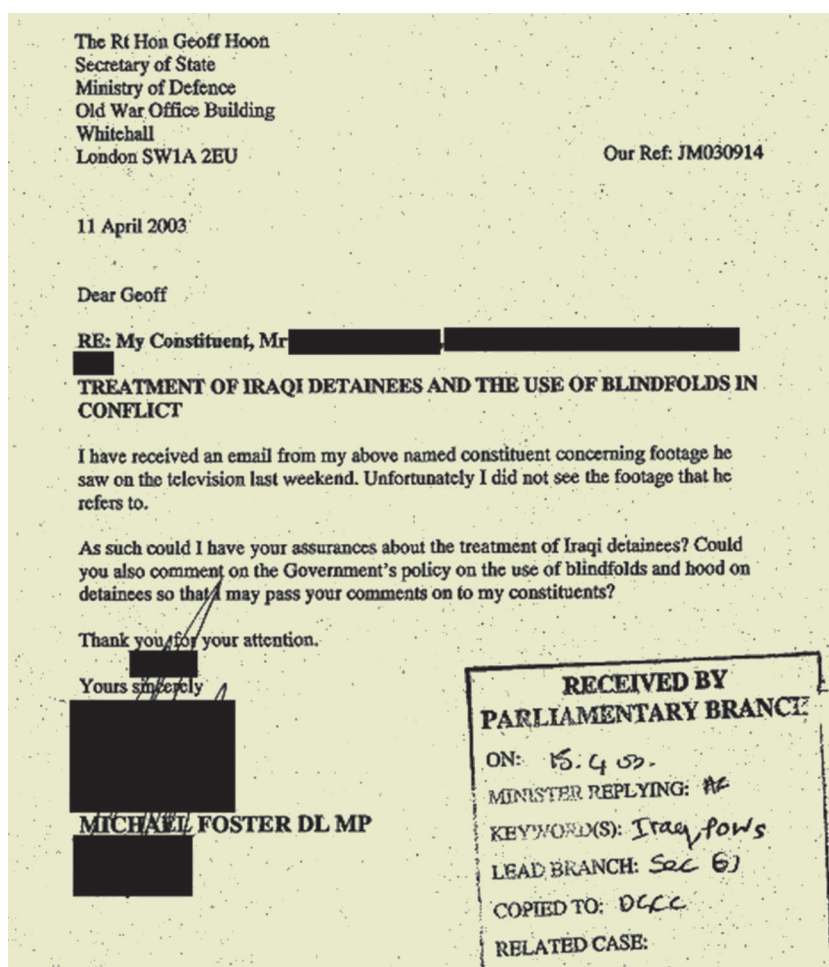 The Rt Hon Geoff Hoon
Secretary of State
Ministry of Defence
Old War Office Building
Whitehall
London SW1A 2EU
Our Ref: JM030914
11 April 2003
Dear Geoff
RE: My Constituent, Mr
TREATMENT OF IRAQI DETAINEES AND THE USE OF BLINDFOLDS IN
CONFLICT
I have received an email from my above named constituent concerning footage he
saw on the television last weekend. Unfortunately I did not see the footage that he
refers to.
As such could I have your assurances about the treatment of Iraqi detainees? Could
you also comment on the Government's policy on the use of blindfolds and hood on
detainees so that I may pass your comments on to my constituents?
Thank you for your attention.
Yours sincerely
MICHAEL FOSTER DL MP
RECEIVED BY
PARLIAMENTARY BRANCH
ON:
MINISTER REPLYING:
KEYWORD(S): Iraq, POWs
LEAD BRANCH: Sec
COPIED TO:
RELATED CASE: